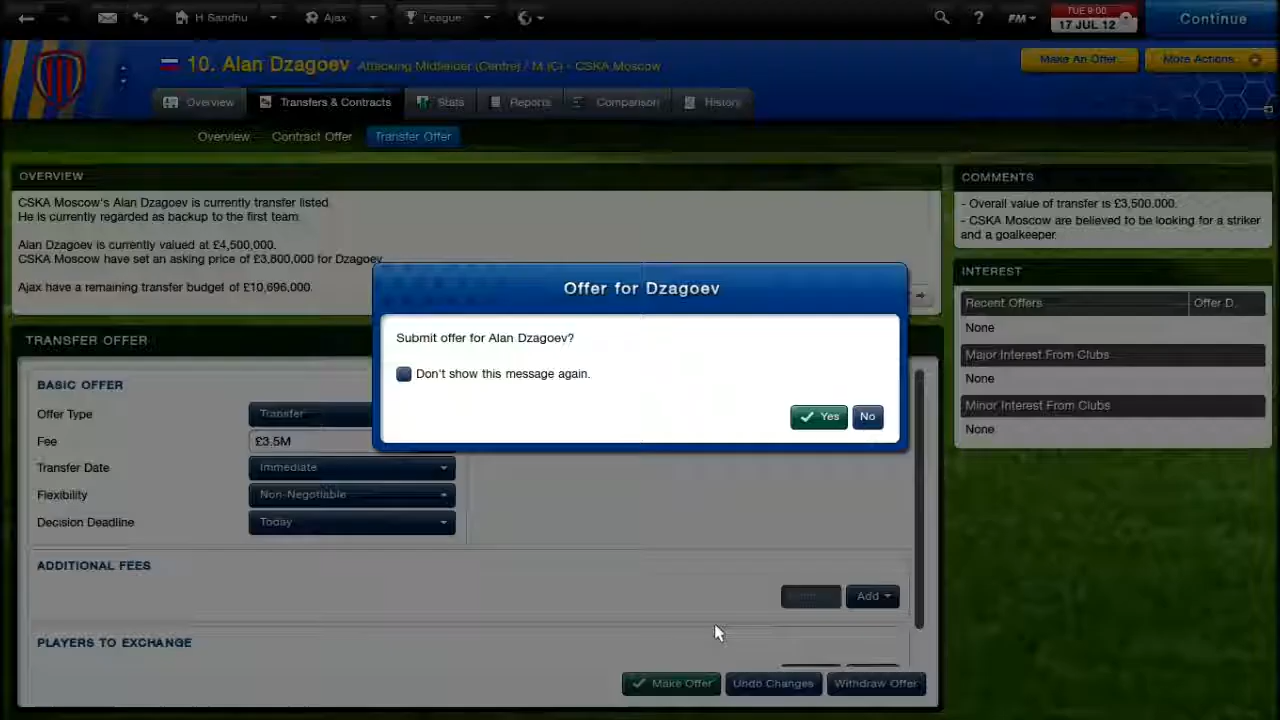 H Sandhu
Ajax
League
?
FM
TUE 9:00
17 JUL 12
Continue
10. Alan Dzagoev Attacking Midfielder (Centre) / M (C) - CSKA Moscow
Make An Offer...
More Actions
Overview
Transfers & Contracts
Stats
Reports
Comparison
History
Overview
Contract Offer
Transfer Offer
OVERVIEW
CSKA Moscow's Alan Dzagoev is currently transfer listed.
He is currently regarded as backup to the first team.
Alan Dzagoev is currently valued at £4,500,000.
CSKA Moscow have set an asking price of £3,800,000 for Dzagoev
Ajax have a remaining transfer budget of £10,696,000.
COMMENTS
- Overall value of transfer is £3,500,000.
- CSKA Moscow are believed to be looking for a striker
and a goalkeeper.
INTEREST
Recent Offers
Offer D...
None
Major Interest From Clubs
None
Minor Interest From Clubs
None
Offer for Dzagoev
Submit offer for Alan Dzagoev?
Don't show this message again.
Yes
No
TRANSFER OFFER
BASIC OFFER
Offer Type
Transfer
Fee
£3.5M
Transfer Date
Immediate
Flexibility
Non-Negotiable
Decision Deadline
Today
ADDITIONAL FEES
Add
PLAYERS TO EXCHANGE
Make Offer
Undo Changes
Withdraw Offer